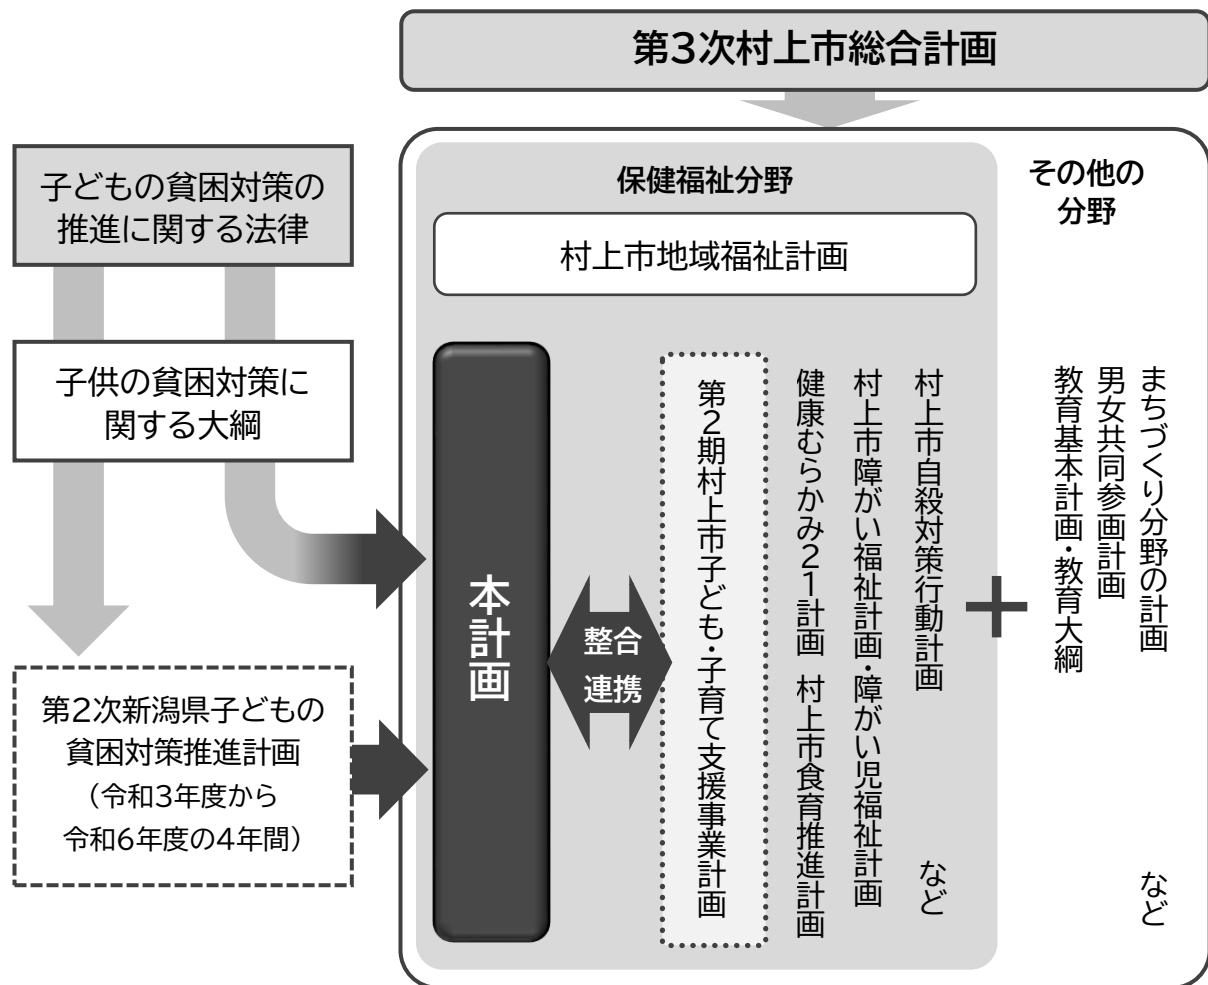 第3次村上市総合計画
子どもの貧困対策の
推進に関する法律
子供の貧困対策に
関する大綱
第2次新潟県子どもの
貧困対策推進計画
（令和3年度から
令和6年度の4年間）
保健福祉分野
村上市地域福祉計画
本計画
整合
連携
第2期村上市子ども・子育て支援事業計画
健康むらかみ21計画 村上市食育推進計画
村上市障がい福祉計画・障がい児福祉計画
村上市自殺対策行動計画 など
＋
その他の
分野
教育基本計画・教育大綱
男女共同参画計画
まちづくり分野の計画 など